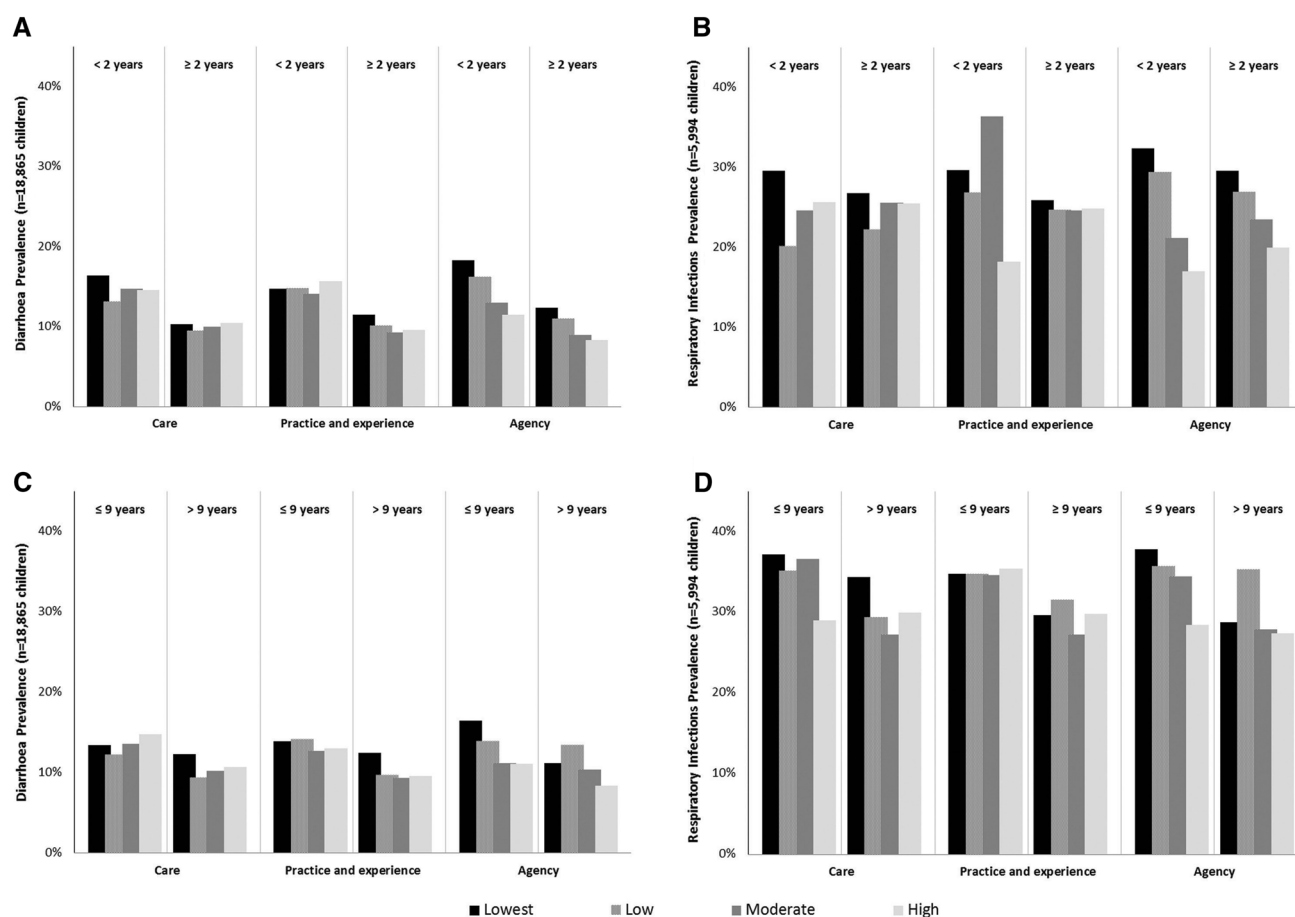 A
Diarrhoea Prevalence (n=18,865 children)
< 2 years ≥ 2 years < 2 years ≥ 2 years < 2 years ≥ 2 years
40%
30%
20%
10%
0%
Care Practice and experience Agency
B
Respiratory Infections Prevalence (n=5,994 children)
< 2 years ≥ 2 years < 2 years ≥ 2 years < 2 years ≥ 2 years
40%
30%
20%
10%
0%
Care Practice and experience Agency
C
Diarrhoea Prevalence (n=18,865 children)
≤ 9 years > 9 years ≤ 9 years > 9 years ≤ 9 years > 9 years
40%
30%
20%
10%
0%
Care Practice and experience Agency
D
Respiratory Infections Prevalence (n=5,994 children)
≤ 9 years > 9 years ≤ 9 years ≥ 9 years ≤ 9 years > 9 years
40%
30%
20%
10%
0%
Care Practice and experience Agency
Lowest Low Moderate High